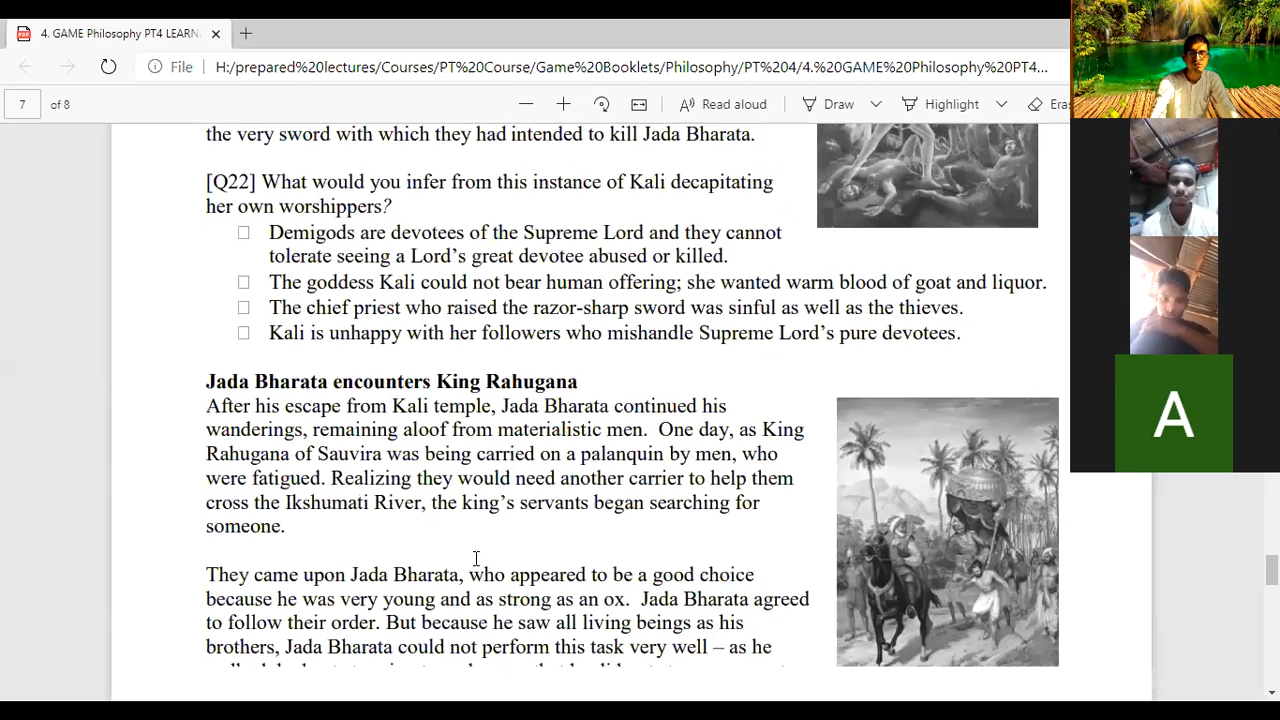 4. GAME Philosophy PT4 LEARN
File
H:/prepared%20lectures/Courses/PT%20Course/Game%20Booklets/Philosophy/PT%204/4.%20GAME%20Philosophy%20PT4...
7 of 8
Read aloud
Draw
Highlight
Eras
the very sword with which they had intended to kill Jada Bharata.
[Q22] What would you infer from this instance of Kali decapitating
her own worshippers?
Demigods are devotees of the Supreme Lord and they cannot
tolerate seeing a Lord's great devotee abused or killed.
The goddess Kali could not bear human offering; she wanted warm blood of goat and liquor.
The chief priest who raised the razor-sharp sword was sinful as well as the thieves.
Kali is unhappy with her followers who mishandle Supreme Lord's pure devotees.
Jada Bharata encounters King Rahugana
After his escape from Kali temple, Jada Bharata continued his
wanderings, remaining aloof from materialistic men. One day, as King
Rahugana of Sauvira was being carried on a palanquin by men, who
were fatigued. Realizing they would need another carrier to help them
cross the Ikshumati River, the king's servants began searching for
someone.
They came upon Jada Bharata, who appeared to be a good choice
because he was very young and as strong as an ox. Jada Bharata agreed
to follow their order. But because he saw all living beings as his
brothers, Jada Bharata could not perform this task very well – as he
A